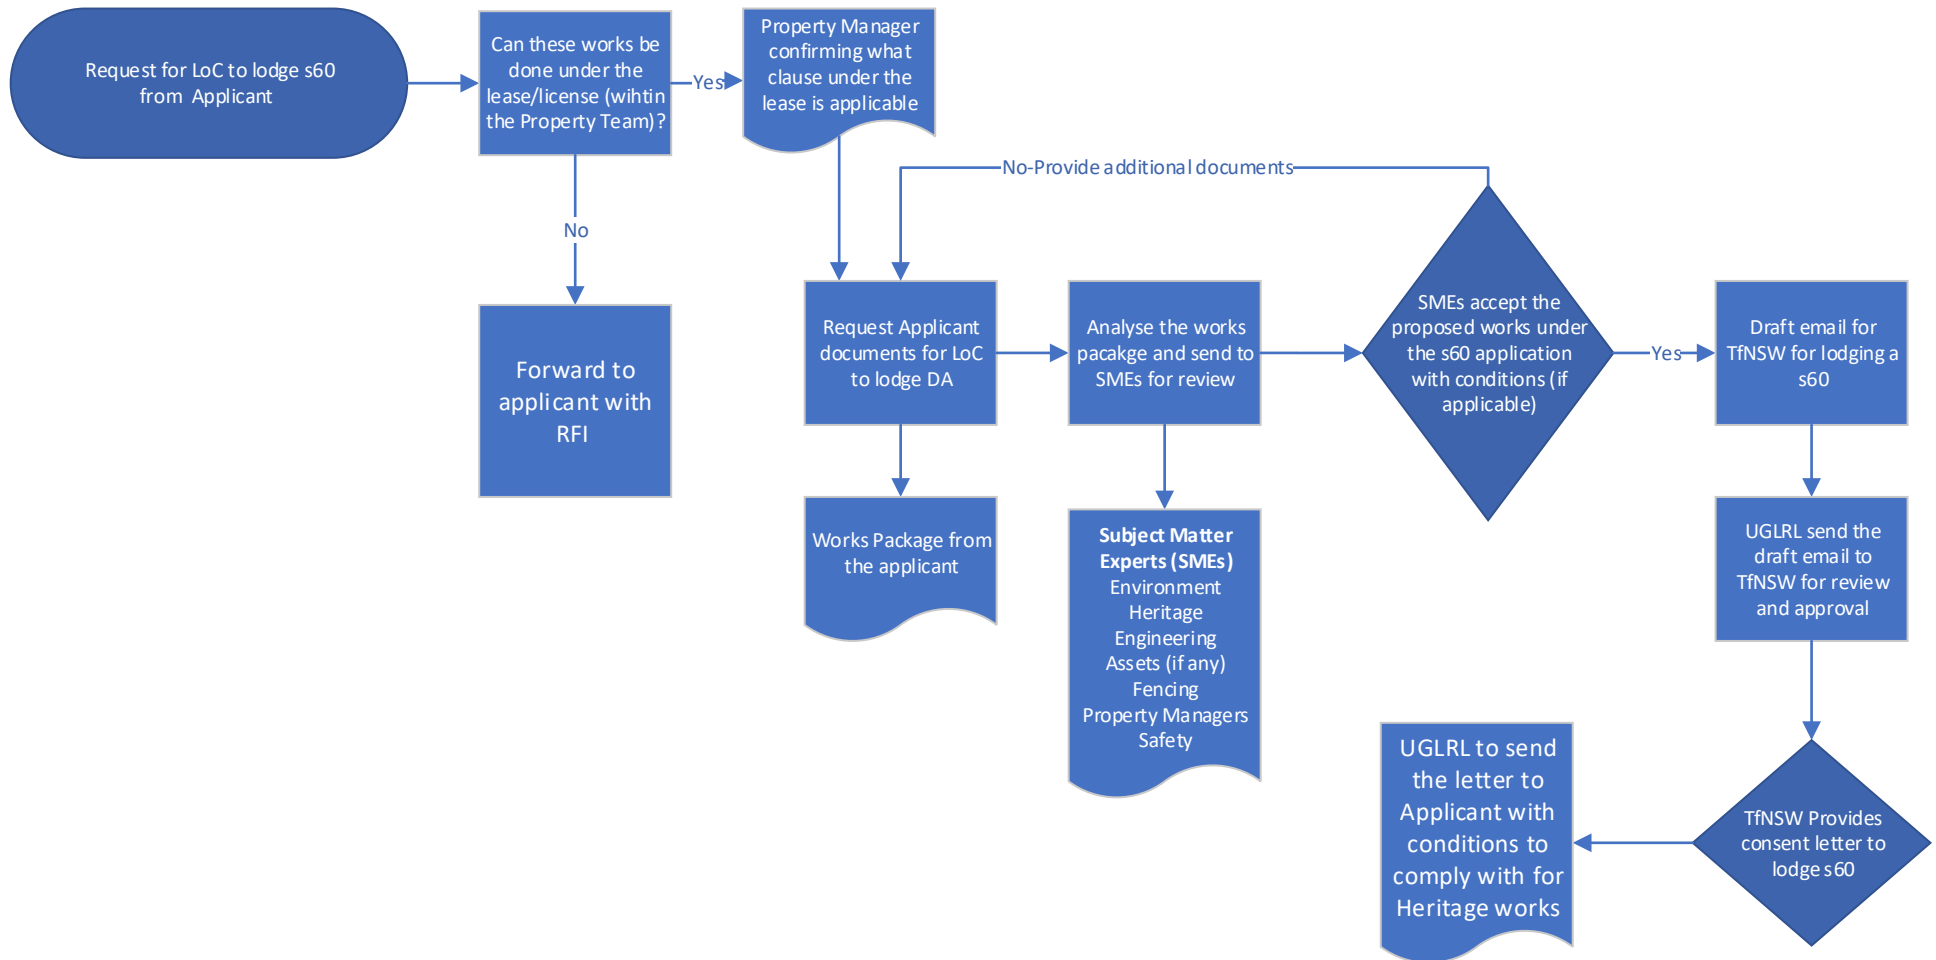 Request for LoC to lodge s60
from Applicant
Can these works be
done under the
lease/license (wihtin
the Property Team)?
Yes
Property Manager
confirming what
clause under the
lease is applicable
No
Forward to
applicant with
RFI
No-Provide additional documents
Request Applicant
documents for LoC
to lodge DA
Works Package from
the applicant
Analyse the works
pacakge and send to
SMEs for review
Subject Matter
Experts (SMEs)
Environment
Heritage
Engineering
Assets (if any)
Fencing
Property Managers
Safety
SMEs accept the
proposed works under
the s60 application
with conditions (if
applicable)
Yes
Draft email for
TfNSW for lodging a
s60
UGLRL send the
draft email to
TfNSW for review
and approval
TfNSW Provides
consent letter to
lodge s60
UGLRL to send
the letter to
Applicant with
conditions to
comply with for
Heritage works